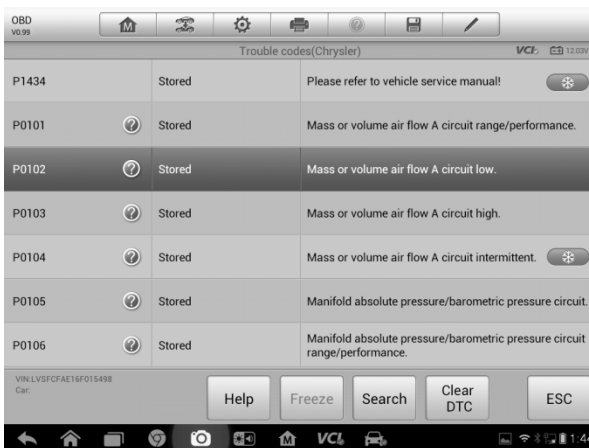 OBD
V0.99
Trouble codes(Chrysler)
VCI
12.03V
P1434 Stored Please refer to vehicle service manual!
P0101 Stored Mass or volume air flow A circuit range/performance.
P0102 Stored Mass or volume air flow A circuit low.
P0103 Stored Mass or volume air flow A circuit high.
P0104 Stored Mass or volume air flow A circuit intermittent.
P0105 Stored Manifold absolute pressure/barometric pressure circuit.
P0106 Stored Manifold absolute pressure/barometric pressure circuit
range/performance.
VIN:LVSFCFAE16F015498
Car:
Help Freeze Search Clear
DTC ESC
VCI 1:44